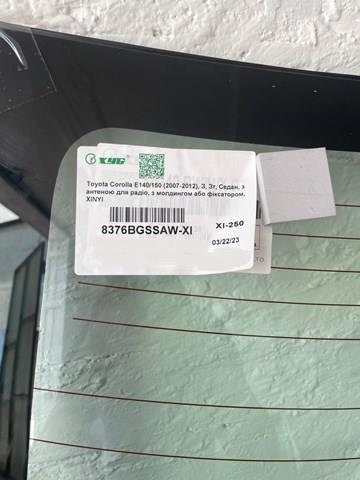 XYG
Toyota Corolla E140/150 (2007-2012), З, Зт, Седан, з
антеною для радіо, з молдингом або фіксатором,
XINYI
8376BGSSAW-XI
XI-250
03/22/23